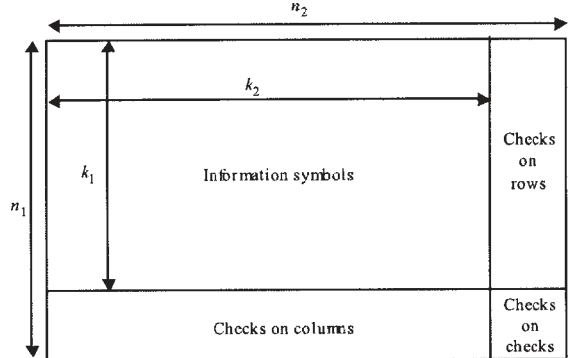 n2
k2
Checks
on
rows
k1
Information symbols
n1
Checks on columns
Checks
on
checks